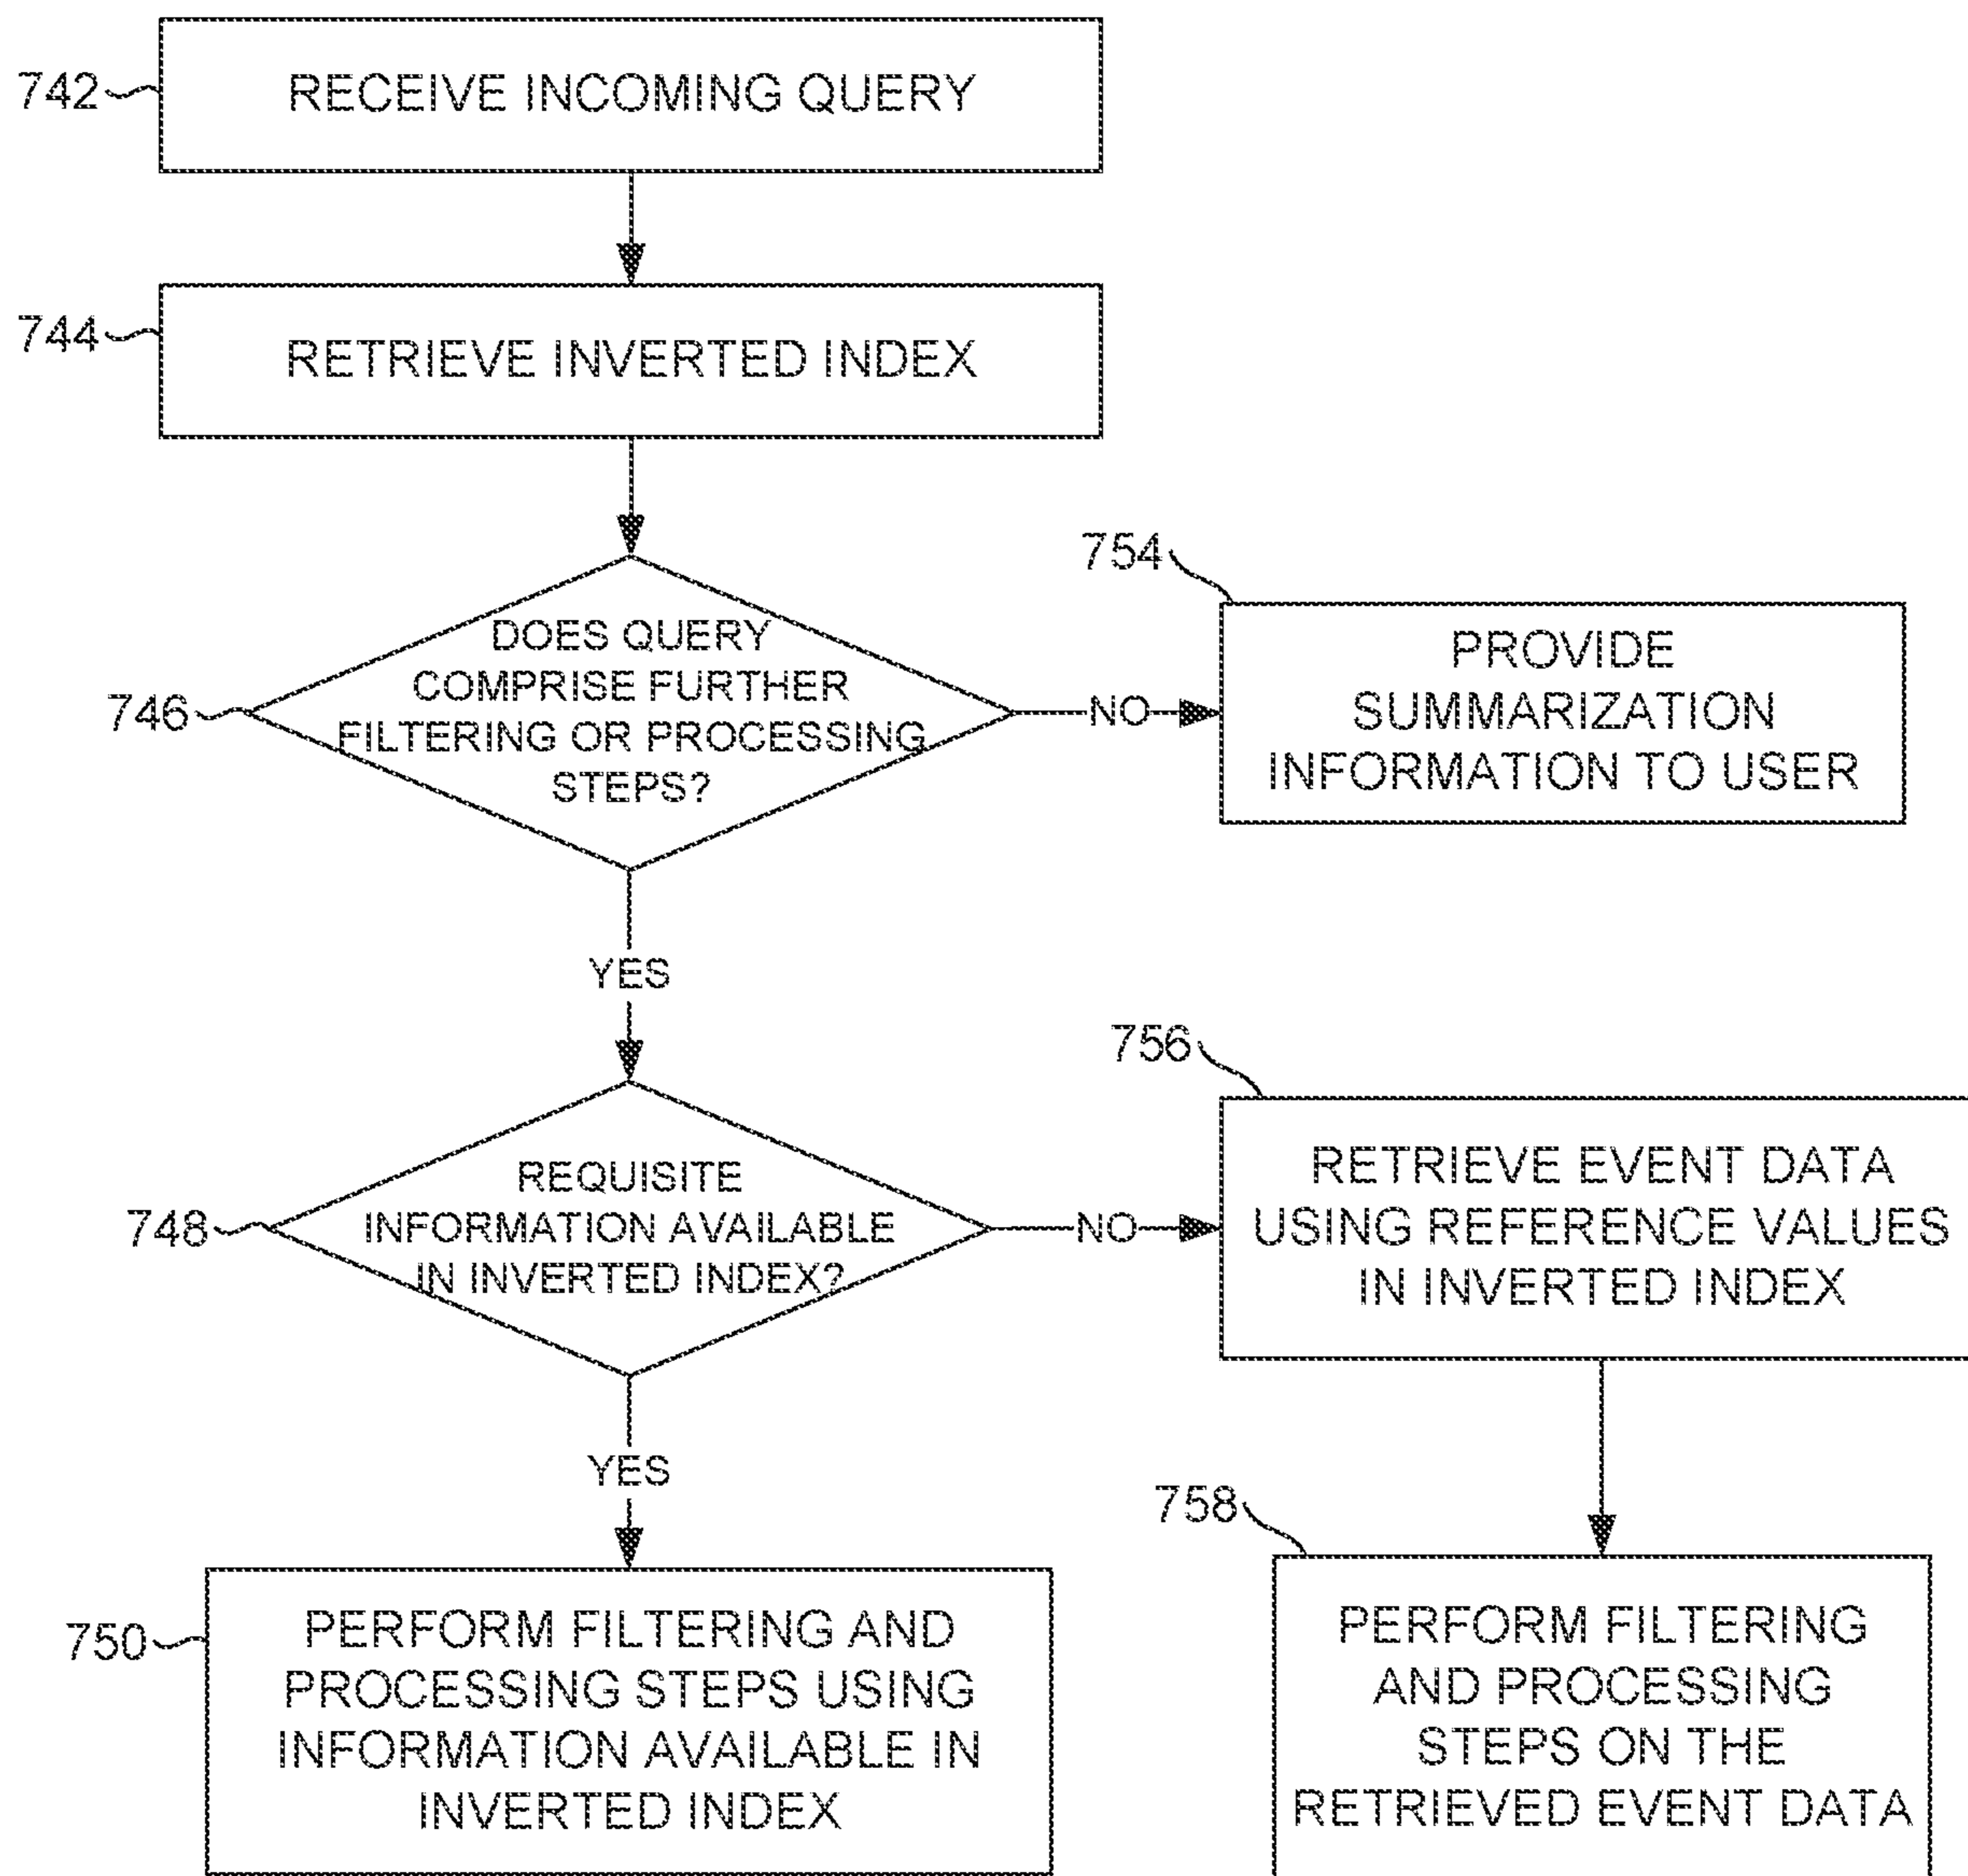 742
RECEIVE INCOMING QUERY
744
RETRIEVE INVERTED INDEX
746
DOES QUERY
COMPRISE FURTHER
FILTERING OR PROCESSING
STEPS?
NO
754
PROVIDE
SUMMARIZATION
INFORMATION TO USER
YES
748
REQUISITE
INFORMATION AVAILABLE
IN INVERTED INDEX?
NO
756
RETRIEVE EVENT DATA
USING REFERENCE VALUES
IN INVERTED INDEX
YES
750
PERFORM FILTERING AND
PROCESSING STEPS USING
INFORMATION AVAILABLE IN
INVERTED INDEX
758
PERFORM FILTERING
AND PROCESSING
STEPS ON THE
RETRIEVED EVENT DATA